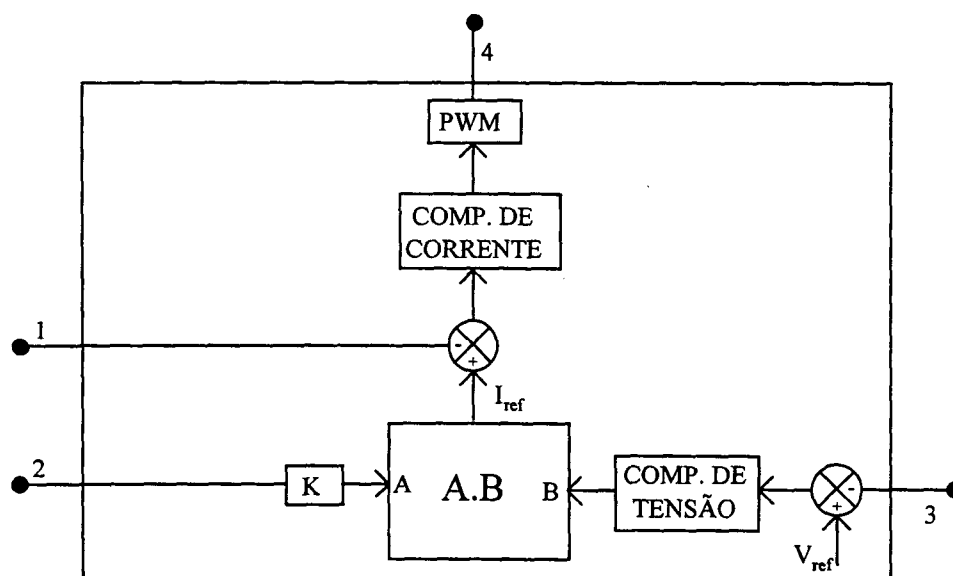 4
PWM
COMP. DE
CORRENTE
1
-
+
I_ref
2
K
A
A.B
B
COMP. DE
TENSÃO
-
+
3
V_ref